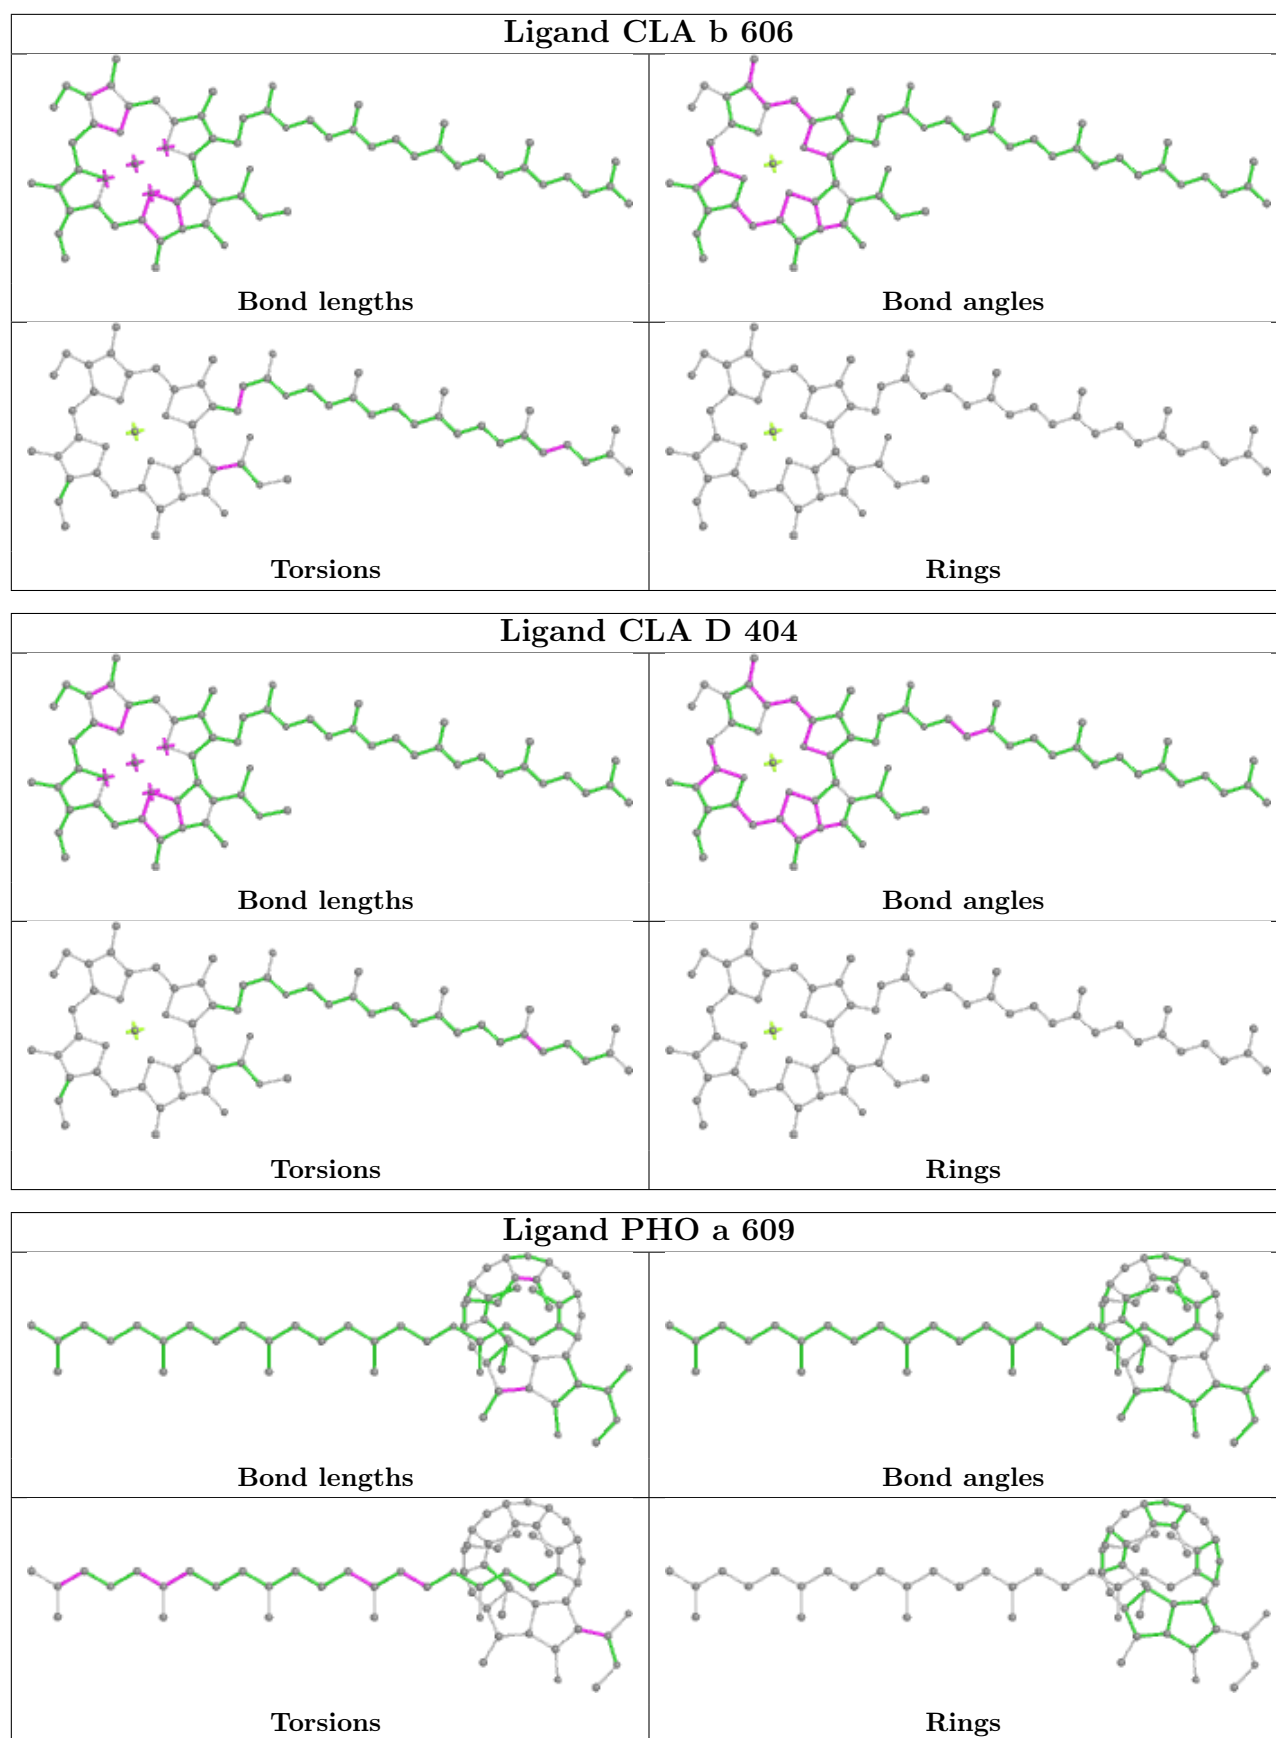 Ligand CLA b 606
Bond lengths
Bond angles
Torsions
Rings
Ligand CLA D 404
Bond lengths
Bond angles
Torsions
Rings
Ligand PHO a 609
Bond lengths
Bond angles
Torsions
Rings